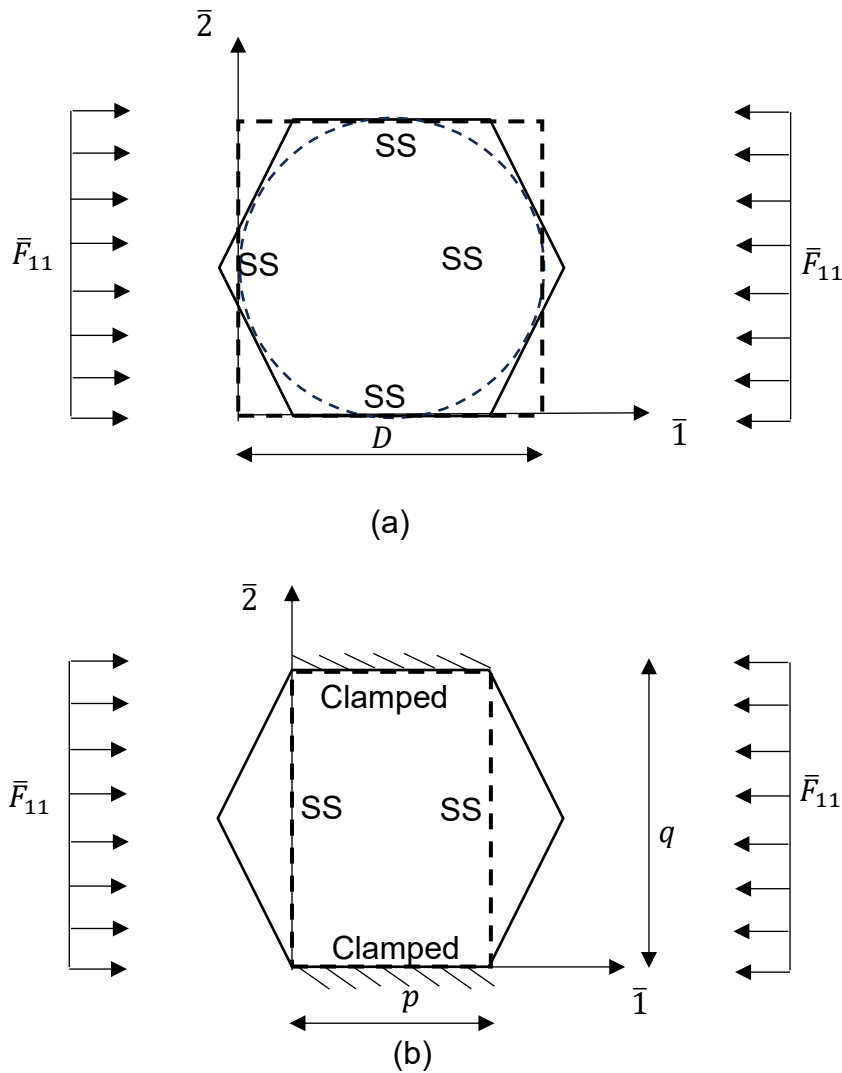 2̄
SS
F̄₁₁
SS
SS
F̄₁₁
SS
1̄
D
(a)
2̄
Clamped
F̄₁₁
SS
SS
F̄₁₁
q
Clamped
1̄
p
(b)